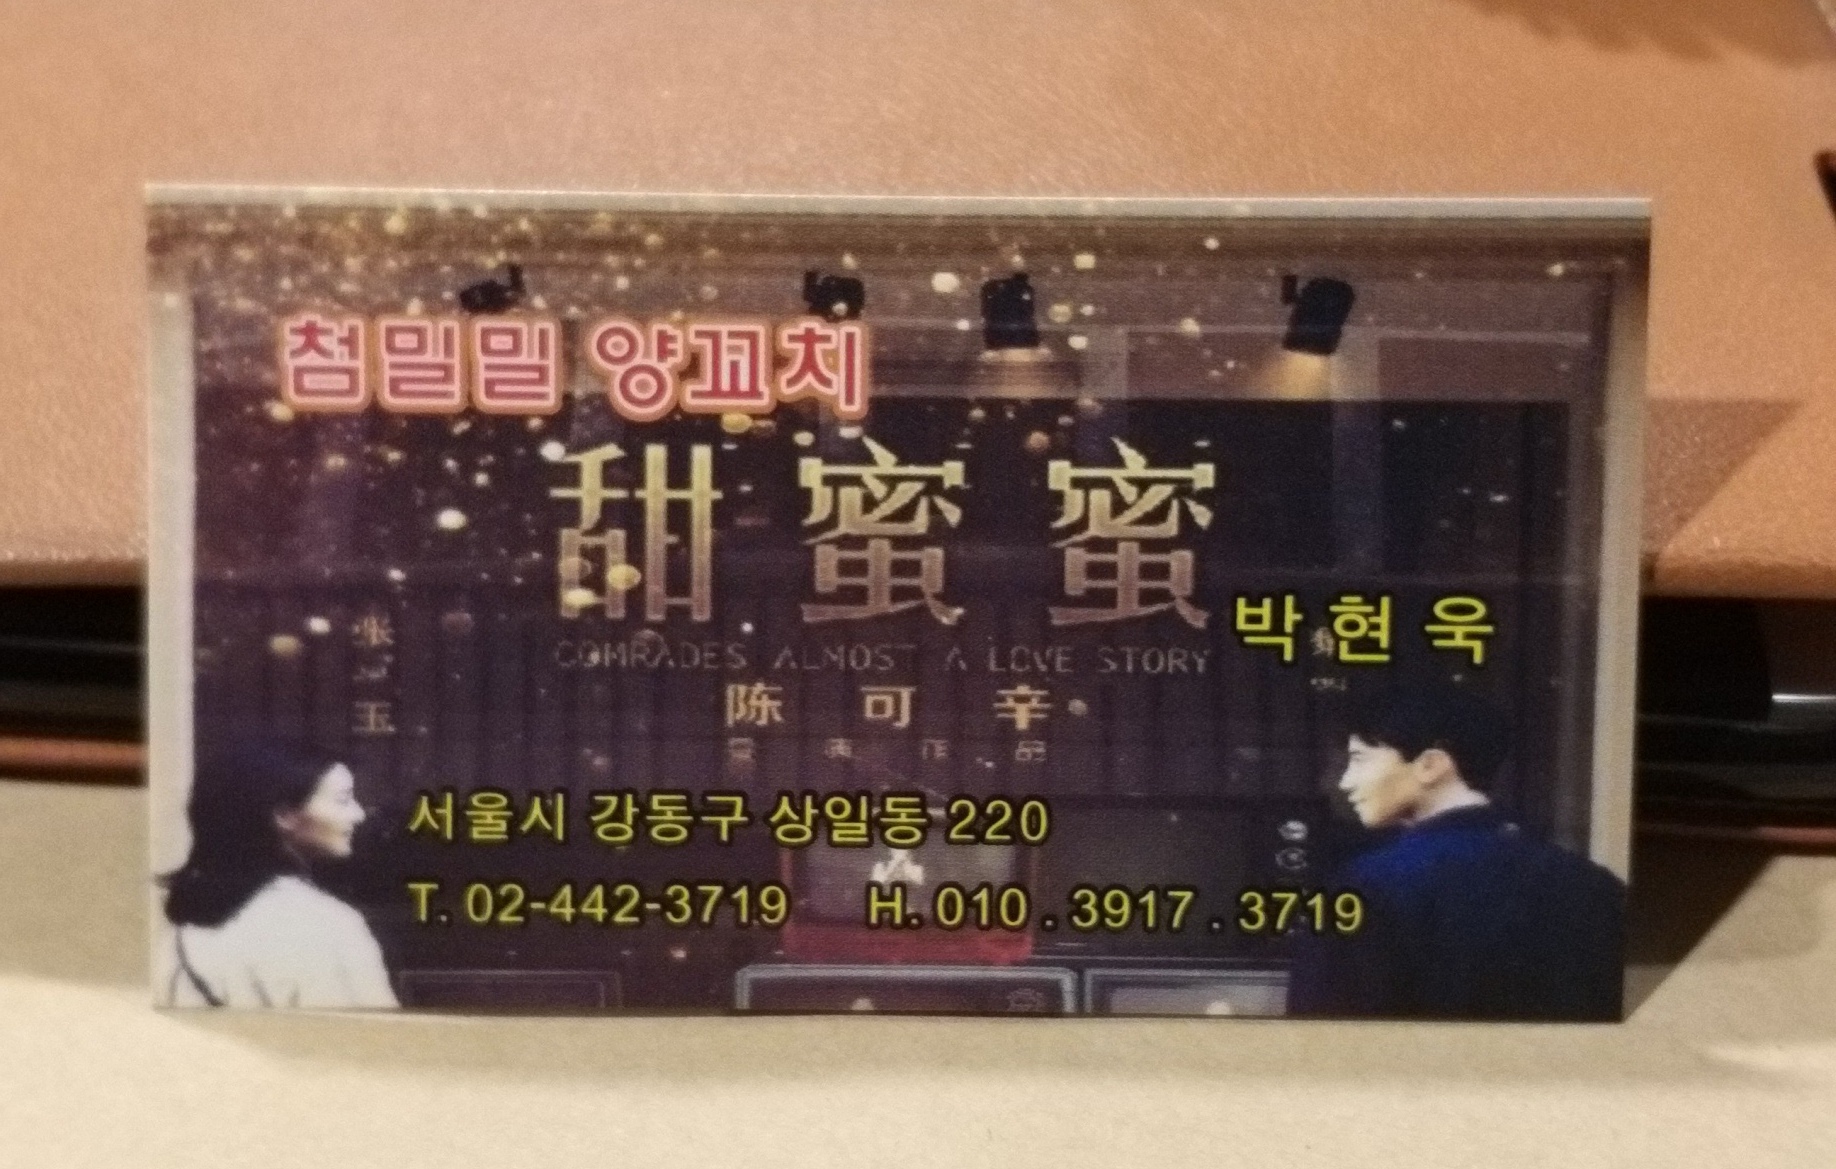 첨밀밀 양꼬치
甜蜜蜜
COMRADES ALMOST A LOVE STORY
박현욱
陈可辛
서울시 강동구 상일동 220
T. 02-442-3719 H. 010.3917.3719